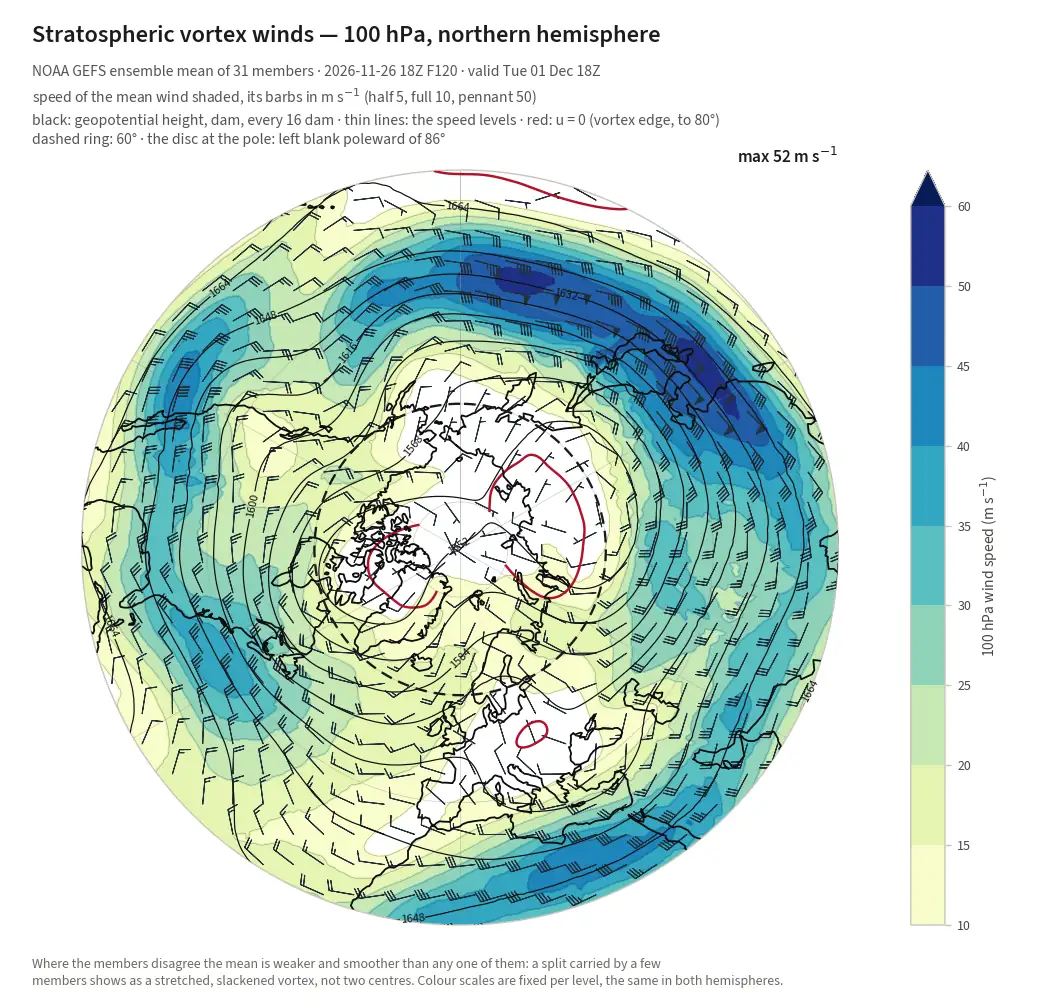 Stratospheric vortex winds — 100 hPa, northern hemisphere
NOAA GEFS ensemble mean of 31 members · 2026-11-26 18Z F120 · valid Tue 01 Dec 18Z
speed of the mean wind shaded, its barbs in m s⁻¹ (half 5, full 10, pennant 50)
black: geopotential height, dam, every 16 dam · thin lines: the speed levels · red: u = 0 (vortex edge, to 80°)
dashed ring: 60° · the disc at the pole: left blank poleward of 86°
max 52 m s⁻¹
1664
1664
1648
1632
1616
1568
1600
1584
1664
1664
1648
60
50
45
40
35
30
25
20
15
10
100 hPa wind speed (m s⁻¹)
Where the members disagree the mean is weaker and smoother than any one of them: a split carried by a few
members shows as a stretched, slackened vortex, not two centres. Colour scales are fixed per level, the same in both hemispheres.